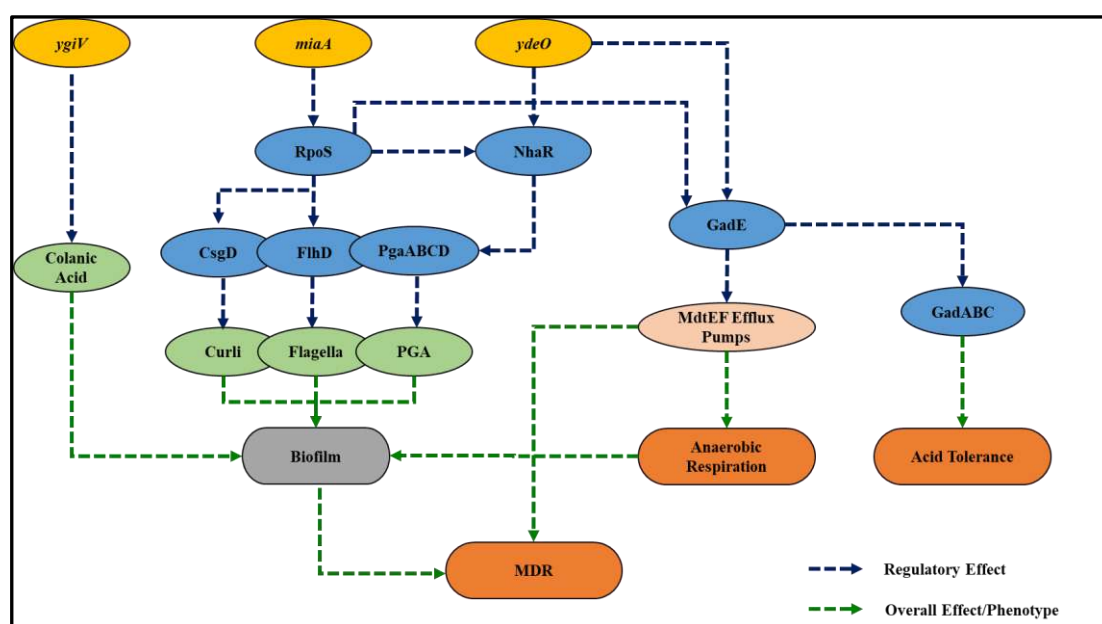 ygiV
miaA
ydeO
RpoS
NhaR
GadE
CsgD
FlhD
PgaABCD
Colanic
Acid
MdtEF Efflux
Pumps
GadABC
Curli
Flagella
PGA
Biofilm
Anaerobic
Respiration
Acid Tolerance
MDR
Regulatory Effect
Overall Effect/Phenotype